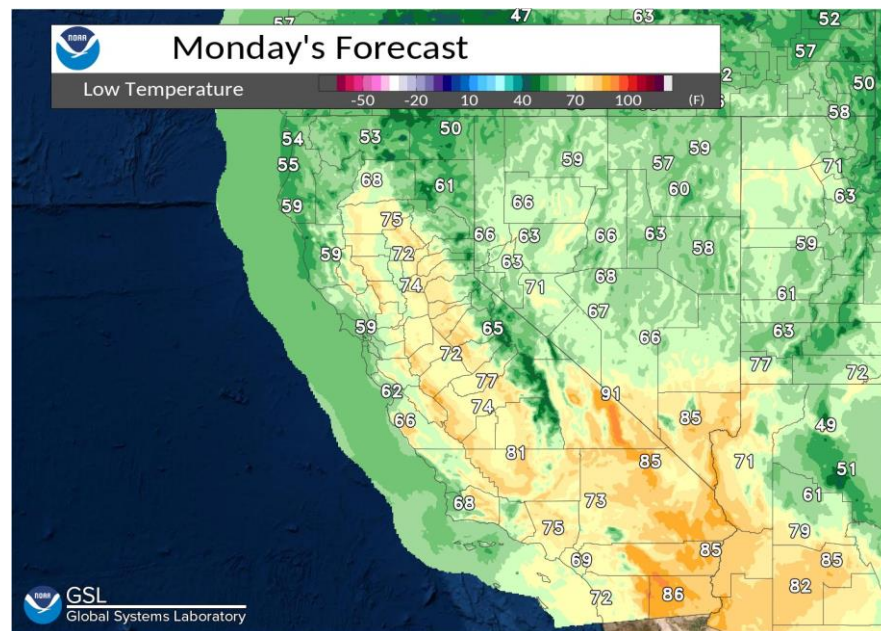 57 47 63 52
NOAA
Monday's Forecast
57
Low Temperature
-50 -20 10 40 70 100 (F)
50
58
54 53 50
55 59 57 59 71
68 61 60 63
59 66
75
66 63 66 63 58 59
59 72 63
74 71 68 61
67
59 65 66 63
72
77 77 72
62 74 91 85 49
66
81 85 71 51
61
68 73
75 79
69 85 85
72 86 82
NOAA
GSL
Global Systems Laboratory